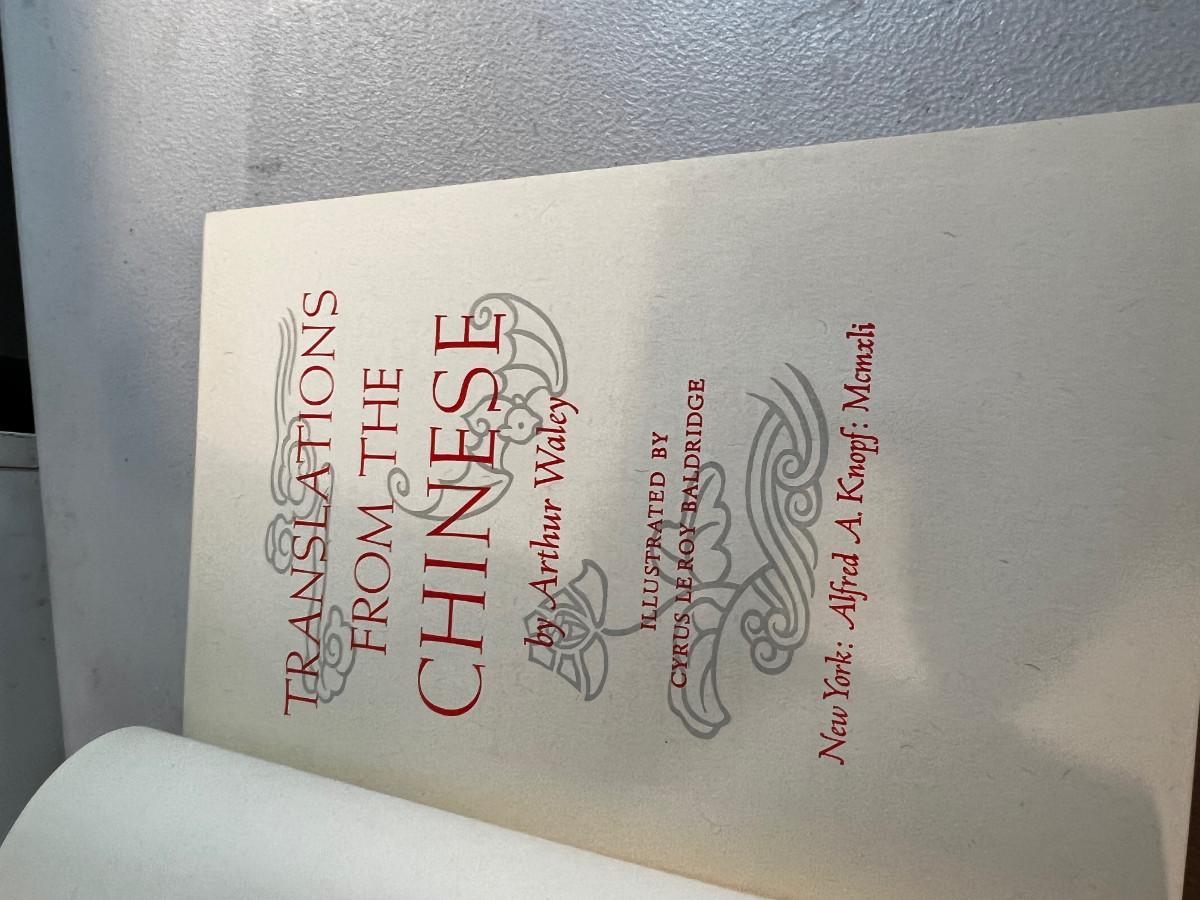 TRANSLATIONS
FROM THE
CHINESE
by Arthur Waley
ILLUSTRATED BY
CYRUS LE ROY BALDRIDGE
New York: Alfred A. Knopf: Mcmxli